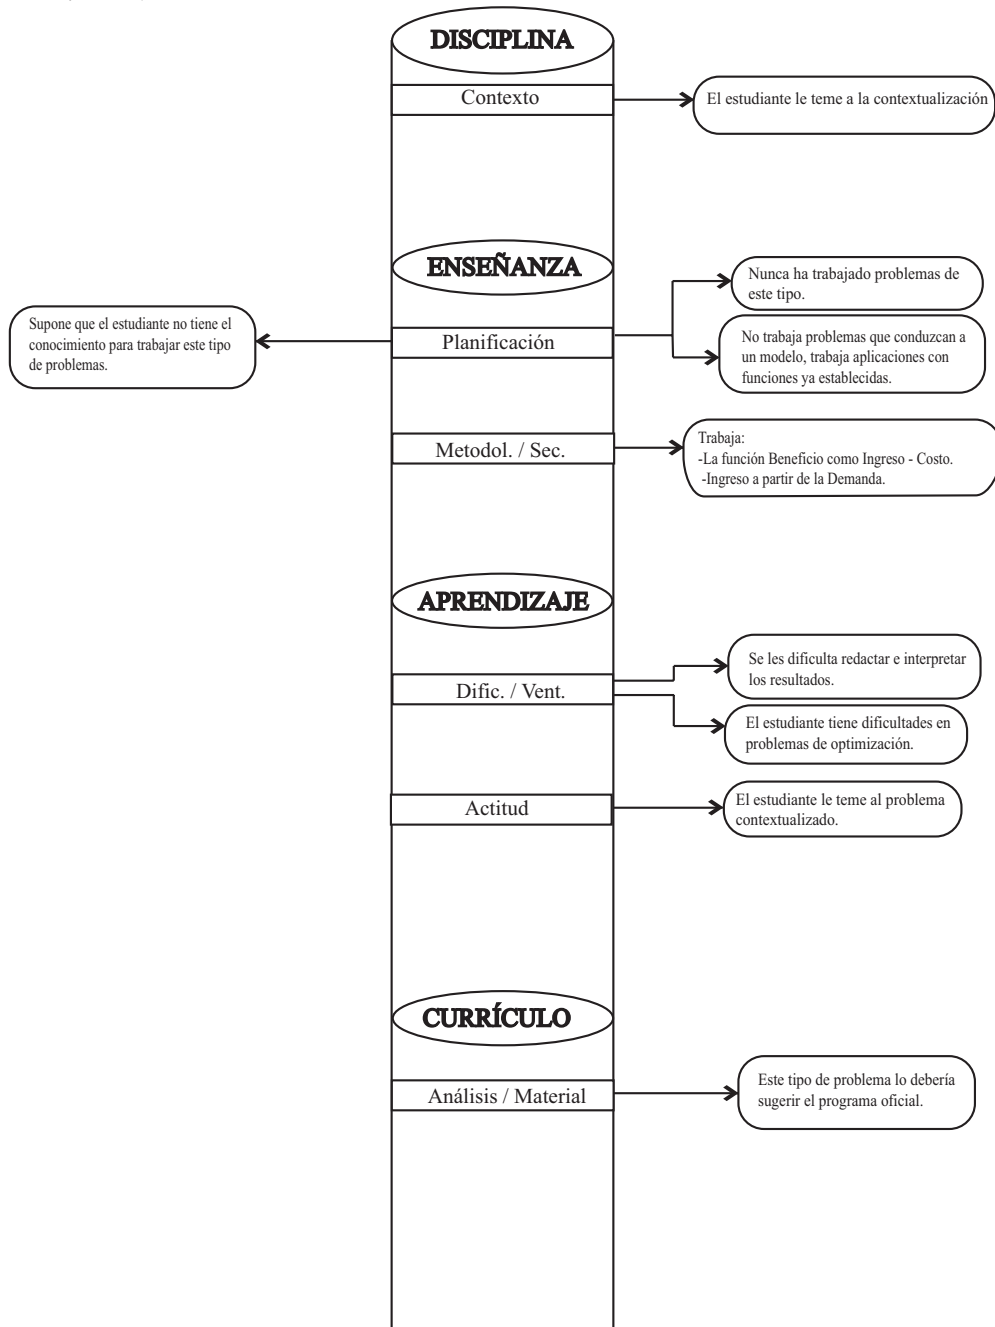 DISCIPLINA
Contexto
El estudiante le teme a la contextualización
ENSEÑANZA
Nunca ha trabajado problemas de
este tipo.
Supone que el estudiante no tiene el
conocimiento para trabajar este tipo
de problemas.
Planificación
No trabaja problemas que conduzcan a
un modelo, trabaja aplicaciones con
funciones ya establecidas.
Metodol. / Sec.
Trabaja:
-La función Beneficio como Ingreso - Costo.
-Ingreso a partir de la Demanda.
APRENDIZAJE
Dific. / Vent.
Se les dificulta redactar e interpretar
los resultados.
El estudiante tiene dificultades en
problemas de optimización.
Actitud
El estudiante le teme al problema
contextualizado.
CURRÍCULO
Análisis / Material
Este tipo de problema lo debería
sugerir el programa oficial.